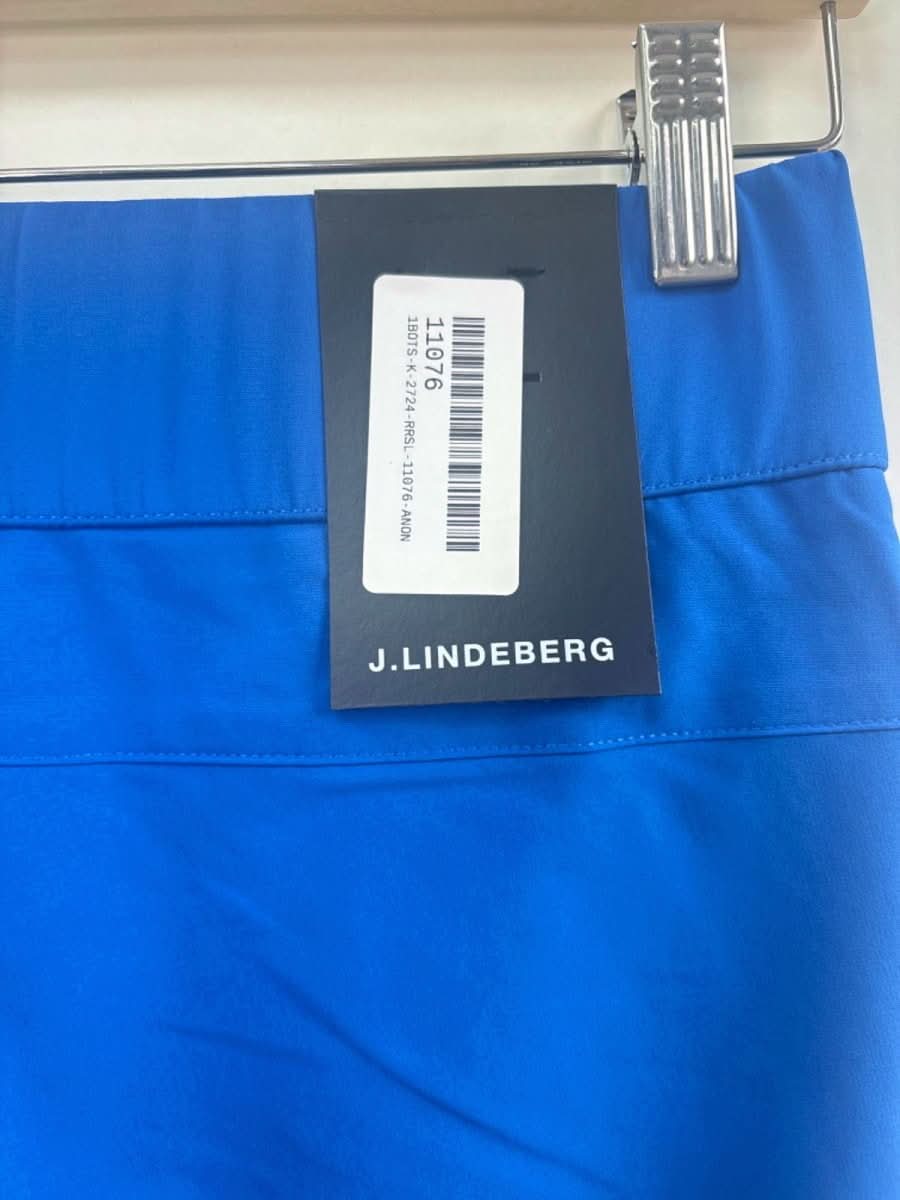 11076
1BOTS-K-2724-RRSL-11076-ANON
J.LINDEBERG